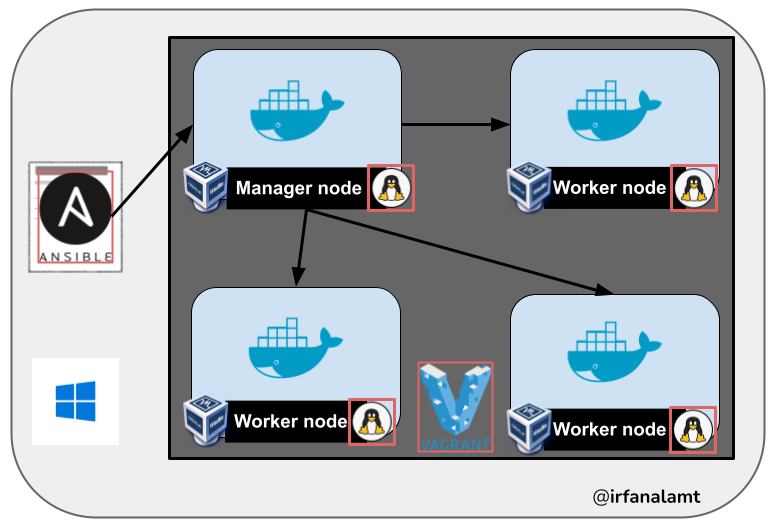 Manager node
Worker node
ANSIBLE
Worker node
VAGRANT
Worker node
@irfanalamt